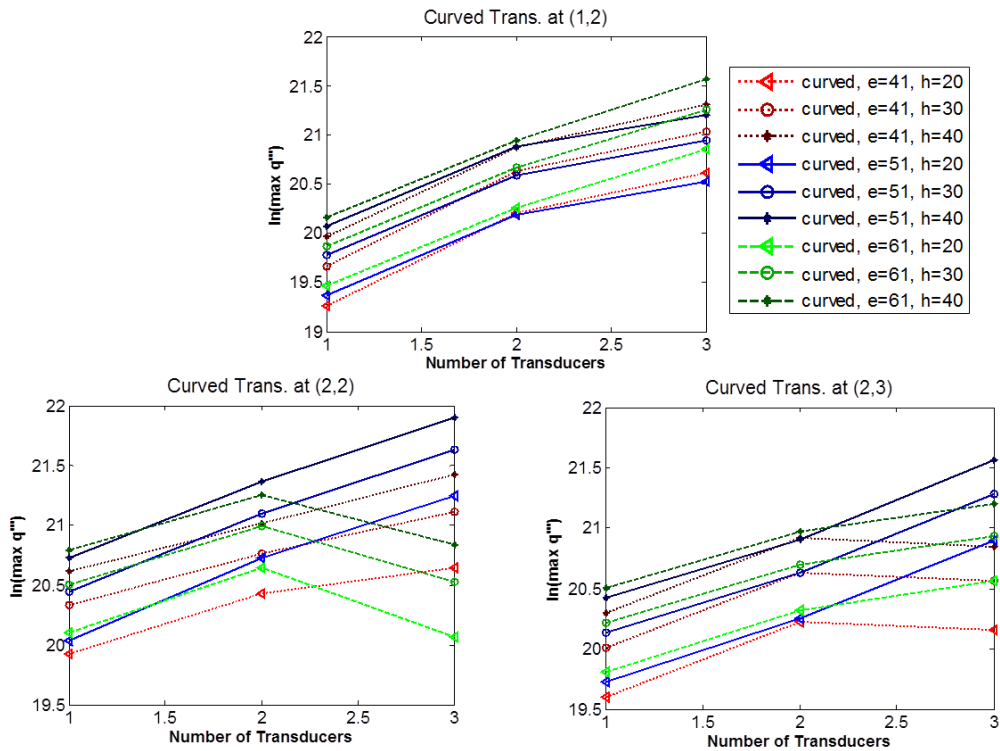 Curved Trans. at (1,2)
22
21.5
21
20.5
20
19.5
19
ln(max q''')
1
1.5
2
2.5
3
Number of Transducers
curved, e=41, h=20
curved, e=41, h=30
curved, e=41, h=40
curved, e=51, h=20
curved, e=51, h=30
curved, e=51, h=40
curved, e=61, h=20
curved, e=61, h=30
curved, e=61, h=40
Curved Trans. at (2,2)
22
21.5
21
20.5
20
19.5
ln(max q''')
1
1.5
2
2.5
3
Number of Transducers
Curved Trans. at (2,3)
22
21.5
21
20.5
20
19.5
ln(max q''')
1
1.5
2
2.5
3
Number of Transducers